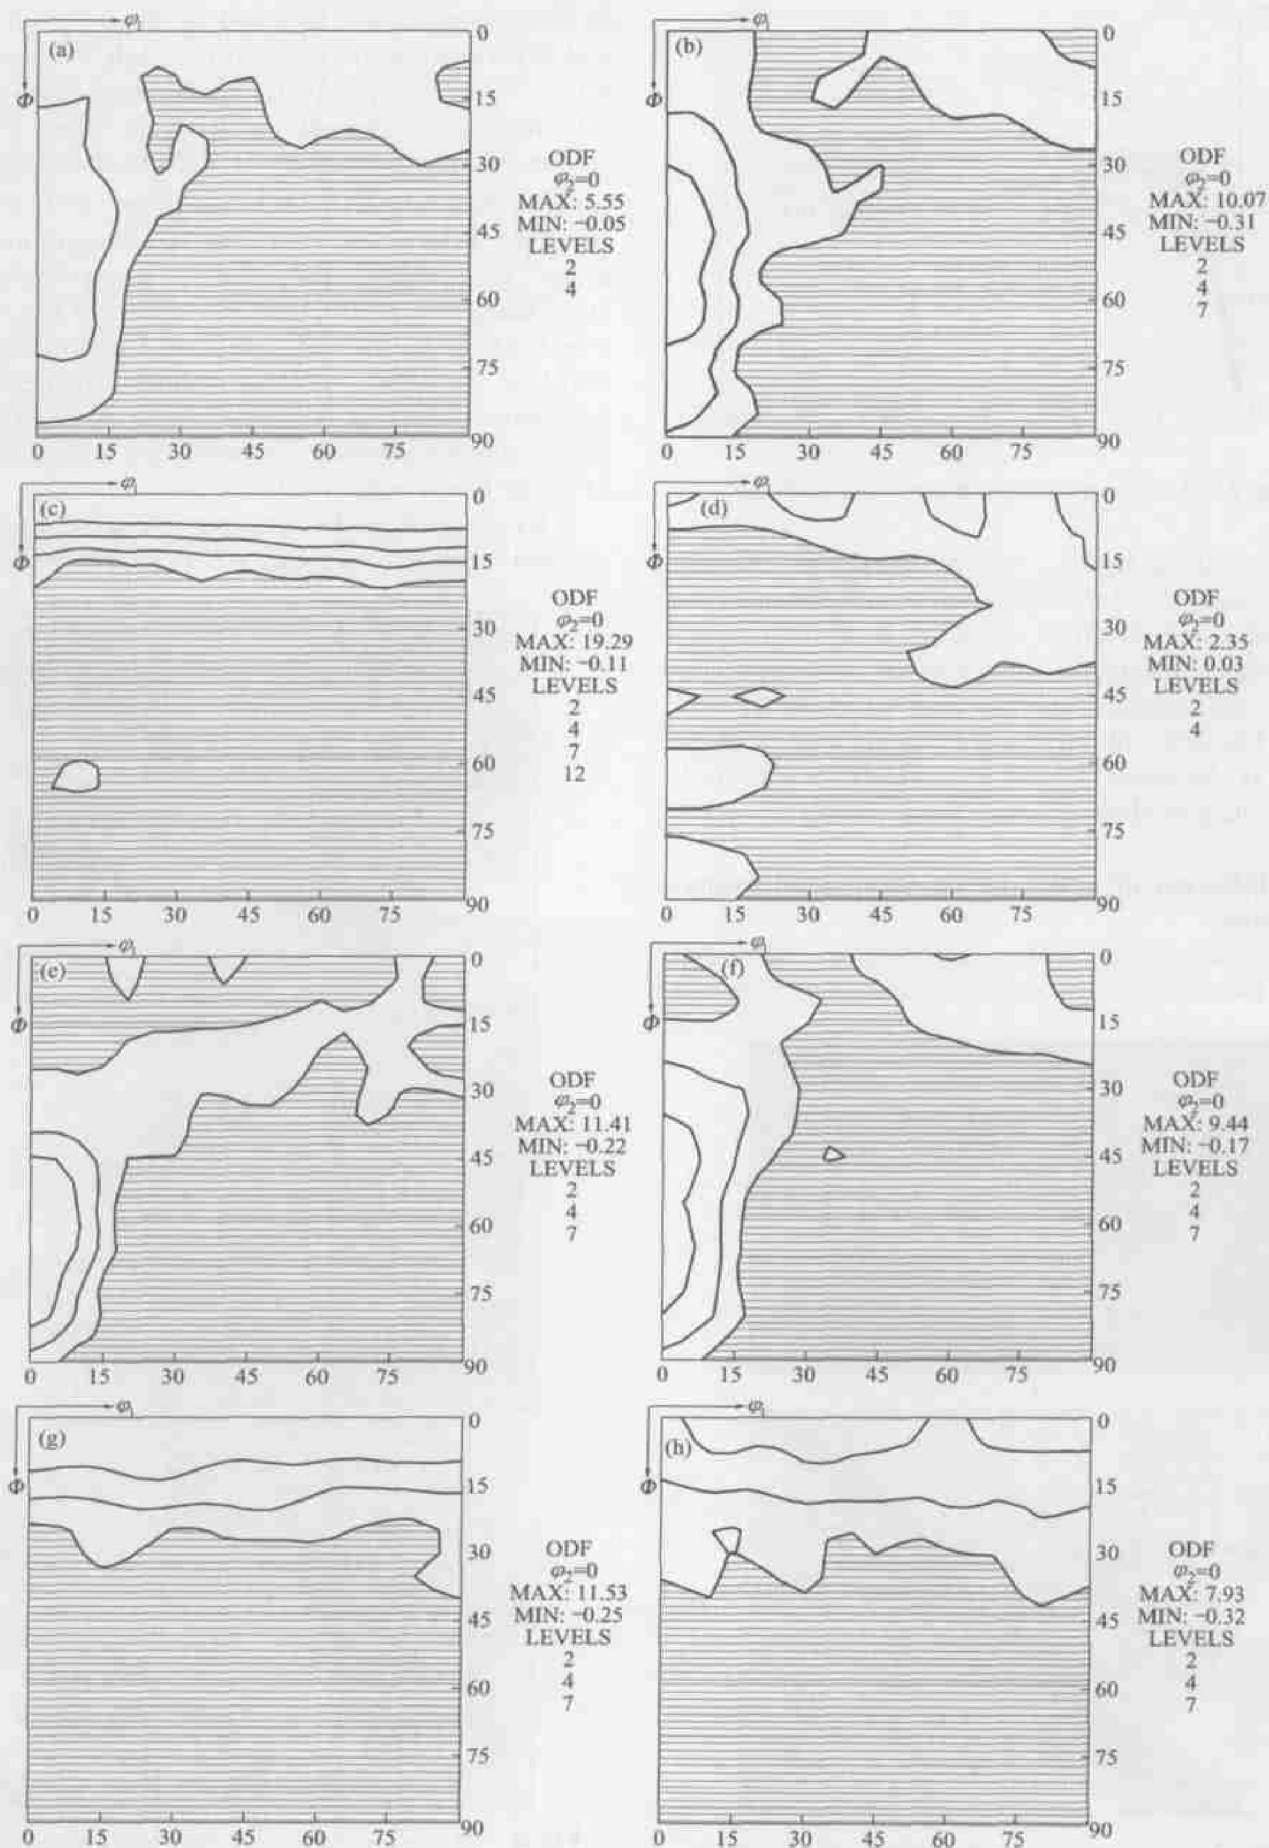 φ₁
(a)
0
Φ
15
30
ODF
φ₂=0
MAX: 5.55
MIN: −0.05
LEVELS
2
4
45
60
75
90
0 15 30 45 60 75
φ₁
(b)
0
Φ
15
30
ODF
φ₂=0
MAX: 10.07
MIN: −0.31
LEVELS
2
4
7
45
60
75
90
0 15 30 45 60 75
φ₁
(c)
0
Φ
15
30
ODF
φ₂=0
MAX: 19.29
MIN: −0.11
LEVELS
2
4
7
12
45
60
75
90
0 15 30 45 60 75
φ₁
(d)
0
Φ
15
30
ODF
φ₂=0
MAX: 2.35
MIN: 0.03
LEVELS
2
4
45
60
75
90
0 15 30 45 60 75
φ₁
(e)
0
Φ
15
30
ODF
φ₂=0
MAX: 11.41
MIN: −0.22
LEVELS
2
4
7
45
60
75
90
0 15 30 45 60 75
φ₁
(f)
0
Φ
15
30
ODF
φ₂=0
MAX: 9.44
MIN: −0.17
LEVELS
2
4
7
45
60
75
90
0 15 30 45 60 75
φ₁
(g)
0
Φ
15
30
ODF
φ₂=0
MAX: 11.53
MIN: −0.25
LEVELS
2
4
7
45
60
75
90
0 15 30 45 60 75
φ₁
(h)
0
Φ
15
30
ODF
φ₂=0
MAX: 7.93
MIN: −0.32
LEVELS
2
4
7
45
60
75
90
0 15 30 45 60 75